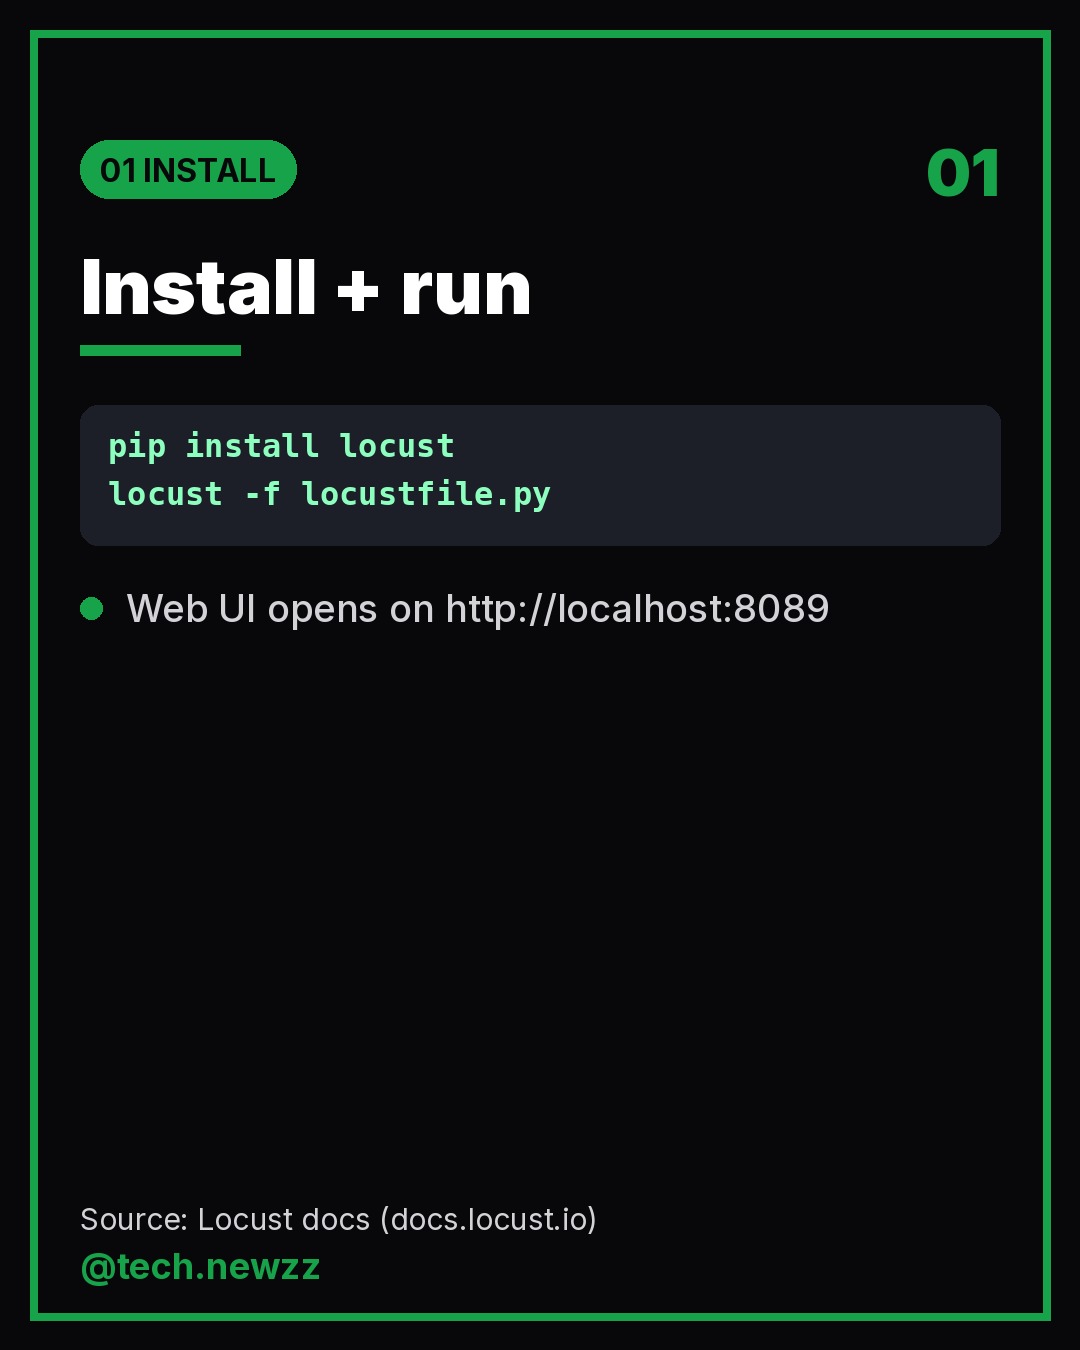 01 INSTALL
01
Install + run
pip install locust
locust -f locustfile.py
Web UI opens on http://localhost:8089
Source: Locust docs (docs.locust.io)
@tech.newzz